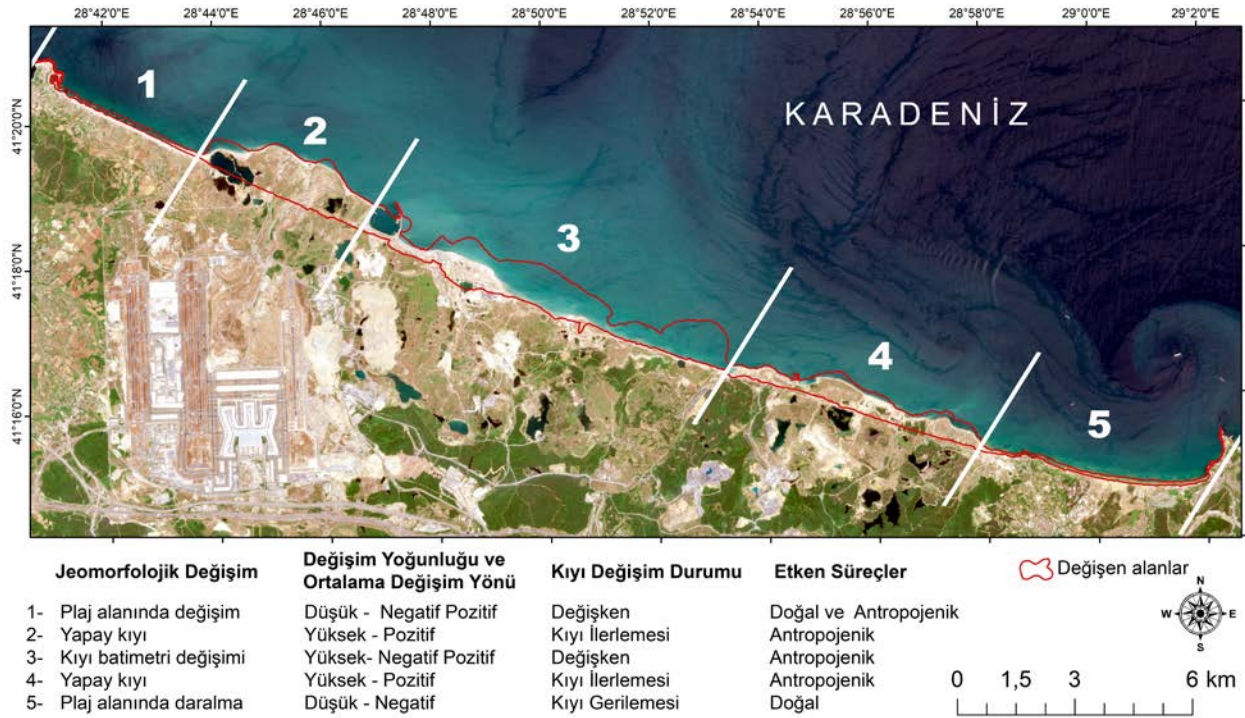 28°42'0"E 28°44'0"E 28°46'0"E 28°50'0"E 28°52'0"E 28°54'0"E 28°56'0"E 28°58'0"E 29°0'0"E 29°2'0"E
41°20'0"N
41°18'0"N
41°16'0"N
1
2
3
4
5
KARADENİZ
Jeomorfolojik Değişim Değişim Yoğunluğu ve Ortalama Değişim Yönü Kıyı Değişim Durumu Etken Süreçler
1- Plaj alanında değişim Düşük - Negatif Pozitif Değişken Doğal ve Antropojenik
2- Yapay kıyı Yüksek - Pozitif Kıyı İlerlemesi Antropojenik
3- Kıyı batimetri değişimi Yüksek- Negatif Pozitif Değişken Antropojenik
4- Yapay kıyı Yüksek - Pozitif Kıyı İlerlemesi Antropojenik
5- Plaj alanında daralma Düşük - Negatif Kıyı Gerilemesi Doğal
Değişen alanlar
N
W E
S
0 1,5 3 6 km